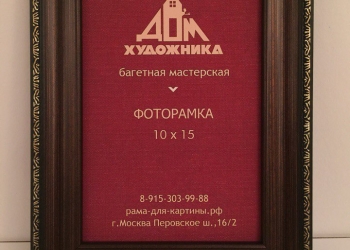 ДОМ
ХУДОЖНИКА
багетная мастерская
ФОТОРАМКА
10 x 15
8-915-303-99-88
рама-для-картины.рф
г.Москва Перовское ш.,16/2